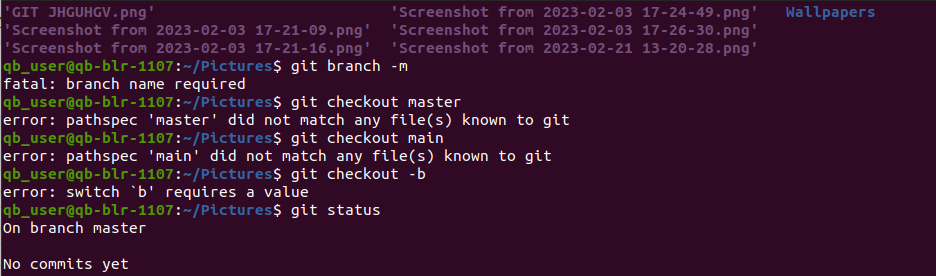 'GIT JHGUHGV.png' 'Screenshot from 2023-02-03 17-24-49.png' Wallpapers
'Screenshot from 2023-02-03 17-21-09.png' 'Screenshot from 2023-02-03 17-26-30.png'
'Screenshot from 2023-02-03 17-21-16.png' 'Screenshot from 2023-02-21 13-20-28.png'
qb_user@qb-blr-1107:~/Pictures$ git branch -m
fatal: branch name required
qb_user@qb-blr-1107:~/Pictures$ git checkout master
error: pathspec 'master' did not match any file(s) known to git
qb_user@qb-blr-1107:~/Pictures$ git checkout main
error: pathspec 'main' did not match any file(s) known to git
qb_user@qb-blr-1107:~/Pictures$ git checkout -b
error: switch `b' requires a value
qb_user@qb-blr-1107:~/Pictures$ git status
On branch master
No commits yet